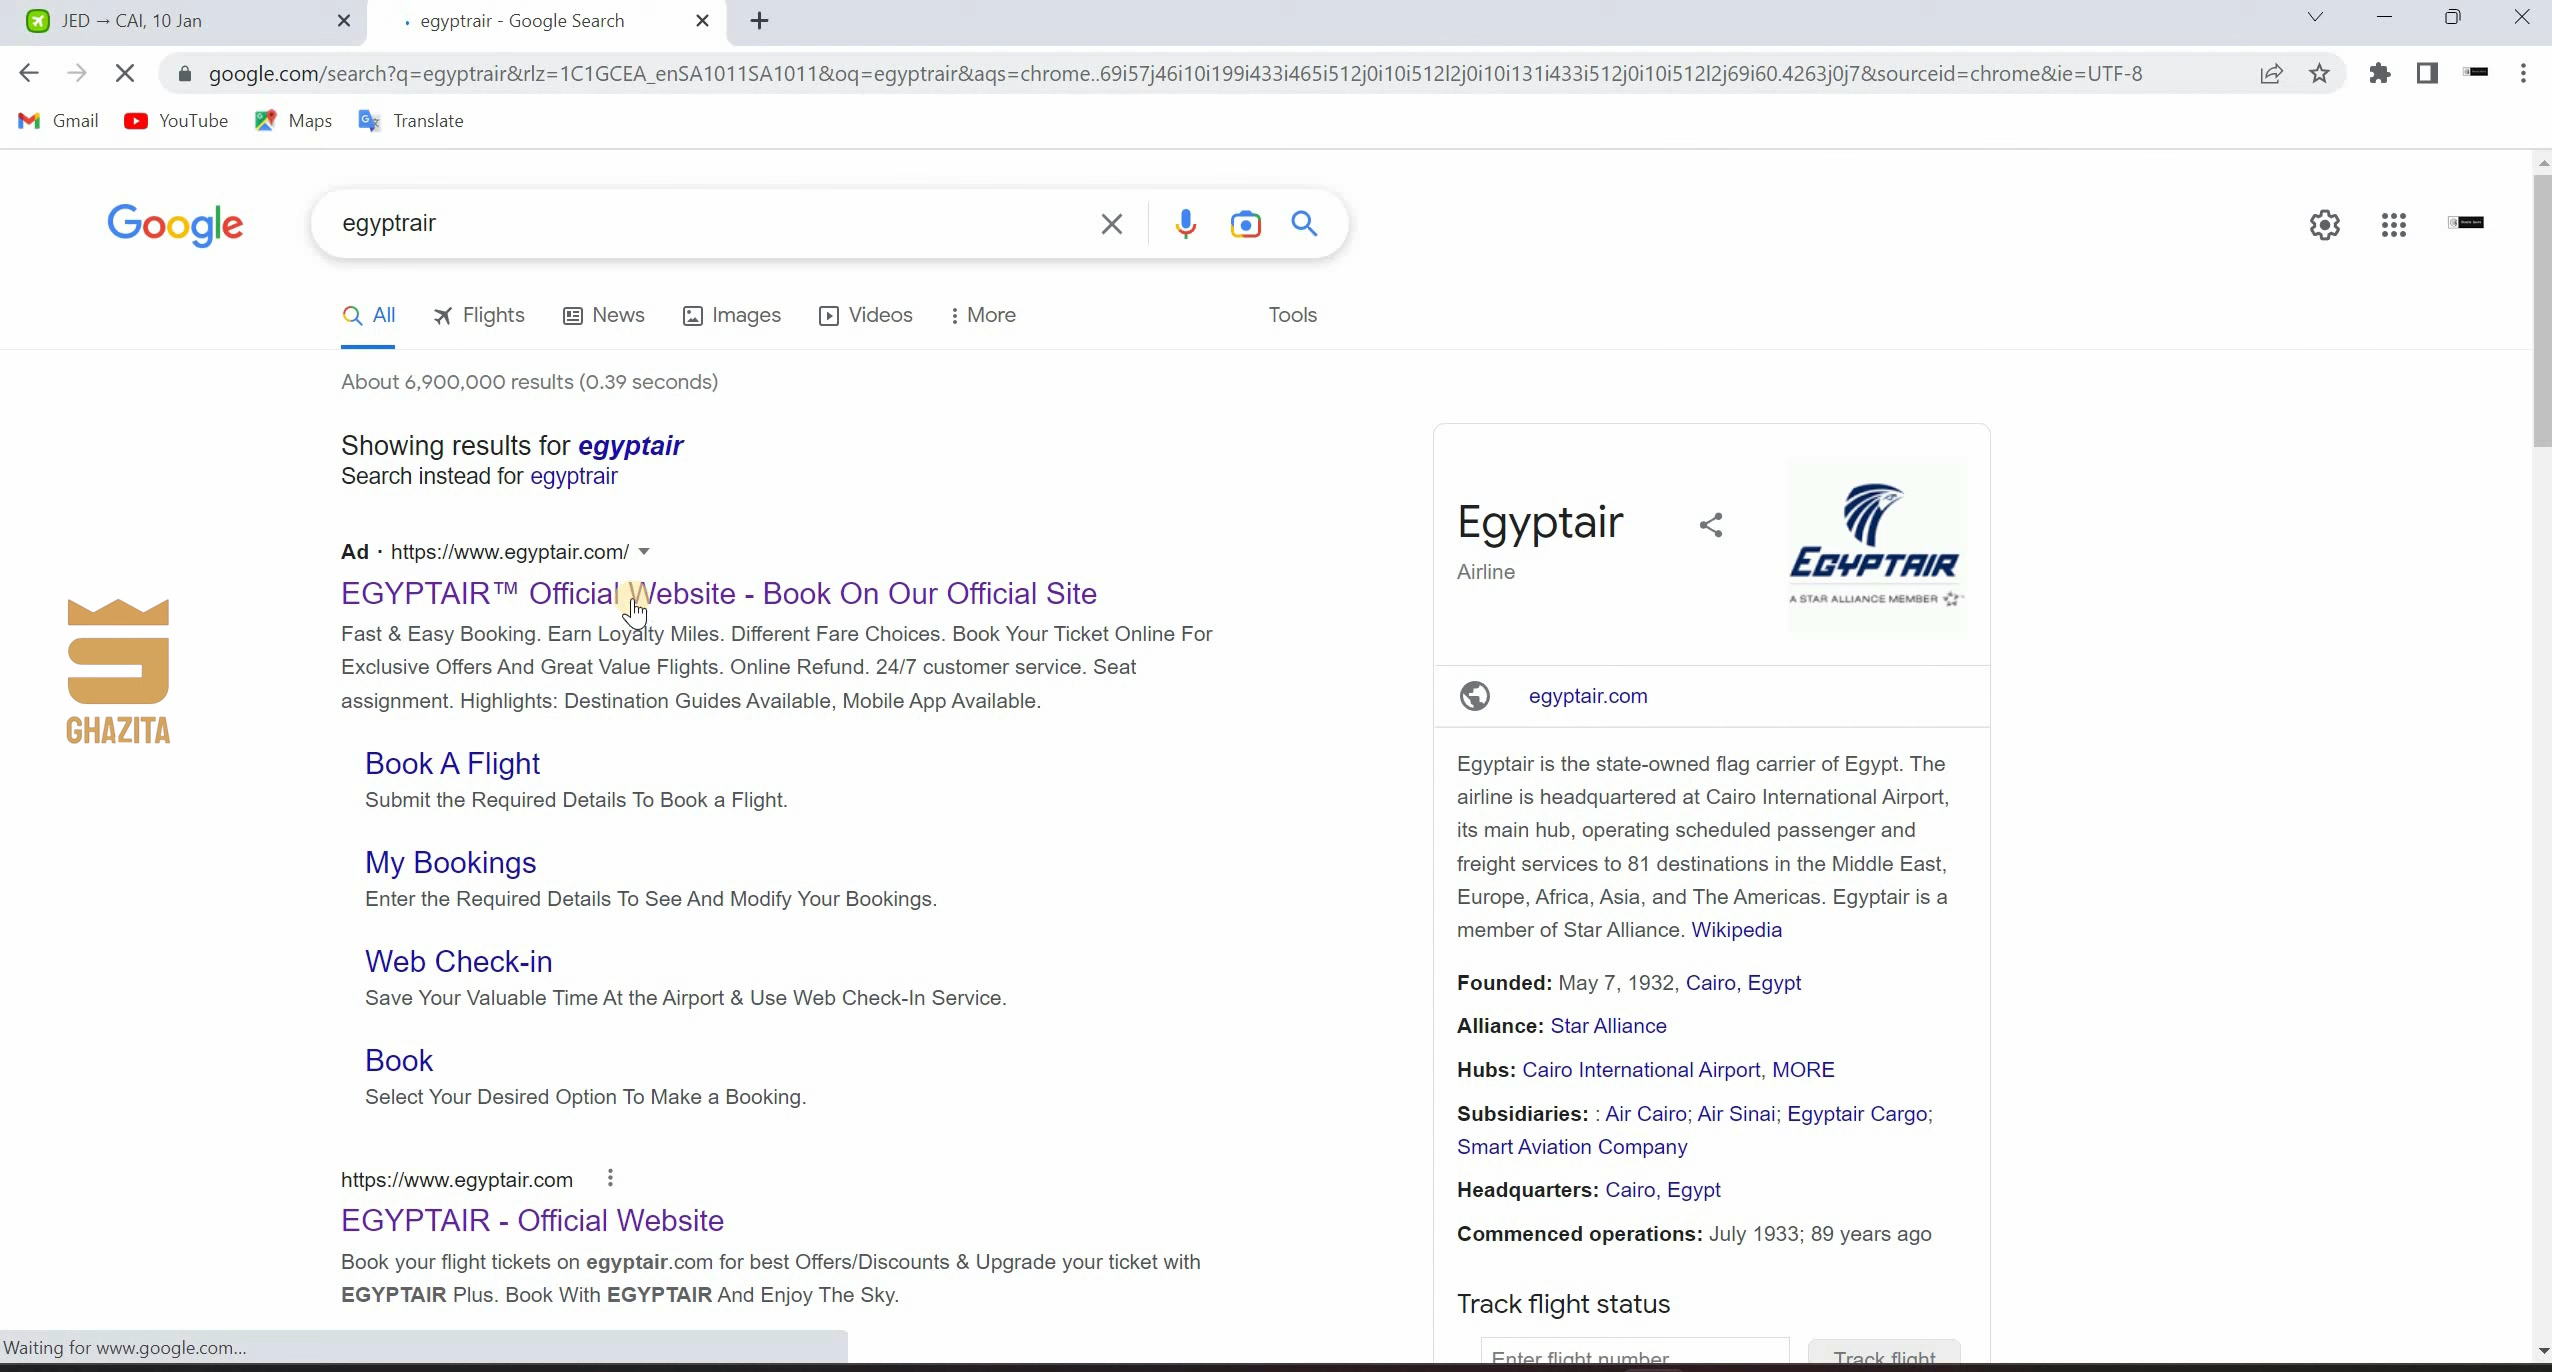 JED → CAI, 10 Jan
egyptrair - Google Search
google.com/search?q=egyptrair&rlz=1C1GCEA_enSA1011SA1011&oq=egyptrair&aqs=chrome..69i57j46i10i199i433i465i512j0i10i512l2j0i10i131i433i512j0i10i512l2j69i60.4263j0j7&sourceid=chrome&ie=UTF-8
Gmail YouTube Maps Translate
Google
egyptrair
All Flights News Images Videos More Tools
About 6,900,000 results (0.39 seconds)
Showing results for egyptair
Search instead for egyptrair
Ad · https://www.egyptair.com/
EGYPTAIR™ Official Website - Book On Our Official Site
Fast & Easy Booking. Earn Loyalty Miles. Different Fare Choices. Book Your Ticket Online For
Exclusive Offers And Great Value Flights. Online Refund. 24/7 customer service. Seat
assignment. Highlights: Destination Guides Available, Mobile App Available.
Book A Flight
Submit the Required Details To Book a Flight.
My Bookings
Enter the Required Details To See And Modify Your Bookings.
Web Check-in
Save Your Valuable Time At the Airport & Use Web Check-In Service.
Book
Select Your Desired Option To Make a Booking.
https://www.egyptair.com
EGYPTAIR - Official Website
Book your flight tickets on egyptair.com for best Offers/Discounts & Upgrade your ticket with
EGYPTAIR Plus. Book With EGYPTAIR And Enjoy The Sky.
GHAZITA
Egyptair
Airline
EGYPTAIR
A STAR ALLIANCE MEMBER
egyptair.com
Egyptair is the state-owned flag carrier of Egypt. The
airline is headquartered at Cairo International Airport,
its main hub, operating scheduled passenger and
freight services to 81 destinations in the Middle East,
Europe, Africa, Asia, and The Americas. Egyptair is a
member of Star Alliance. Wikipedia
Founded: May 7, 1932, Cairo, Egypt
Alliance: Star Alliance
Hubs: Cairo International Airport, MORE
Subsidiaries: : Air Cairo; Air Sinai; Egyptair Cargo;
Smart Aviation Company
Headquarters: Cairo, Egypt
Commenced operations: July 1933; 89 years ago
Track flight status
Enter flight number Track flight
Waiting for www.google.com...